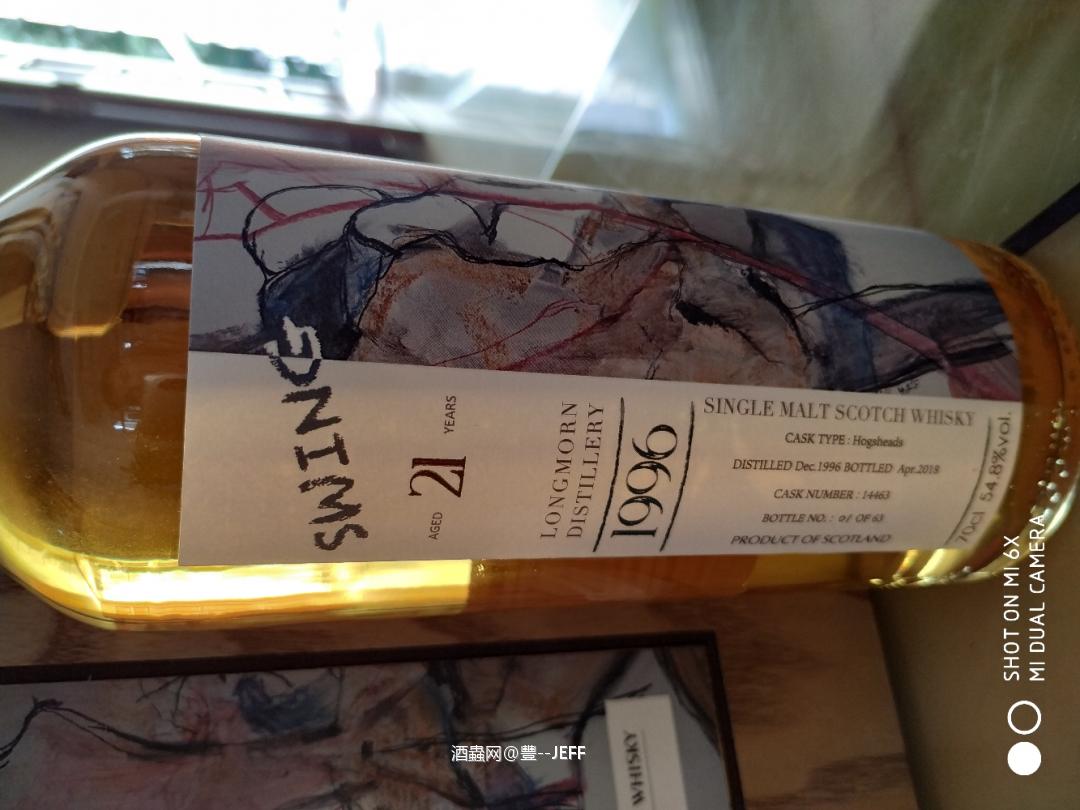 SWING
AGED 21 YEARS
LONGMORN
DISTILLERY
1996
SINGLE MALT SCOTCH WHISKY
CASK TYPE : Hogsheads
DISTILLED Dec.1996 BOTTLED Apr.2018
CASK NUMBER : 14463
BOTTLE NO. : 01 OF 63
PRODUCT OF SCOTLAND
70cl 54.8%vol.
WHISKY
SHOT ON MI 6X
MI DUAL CAMERA
酒蟲网@豐--JEFF